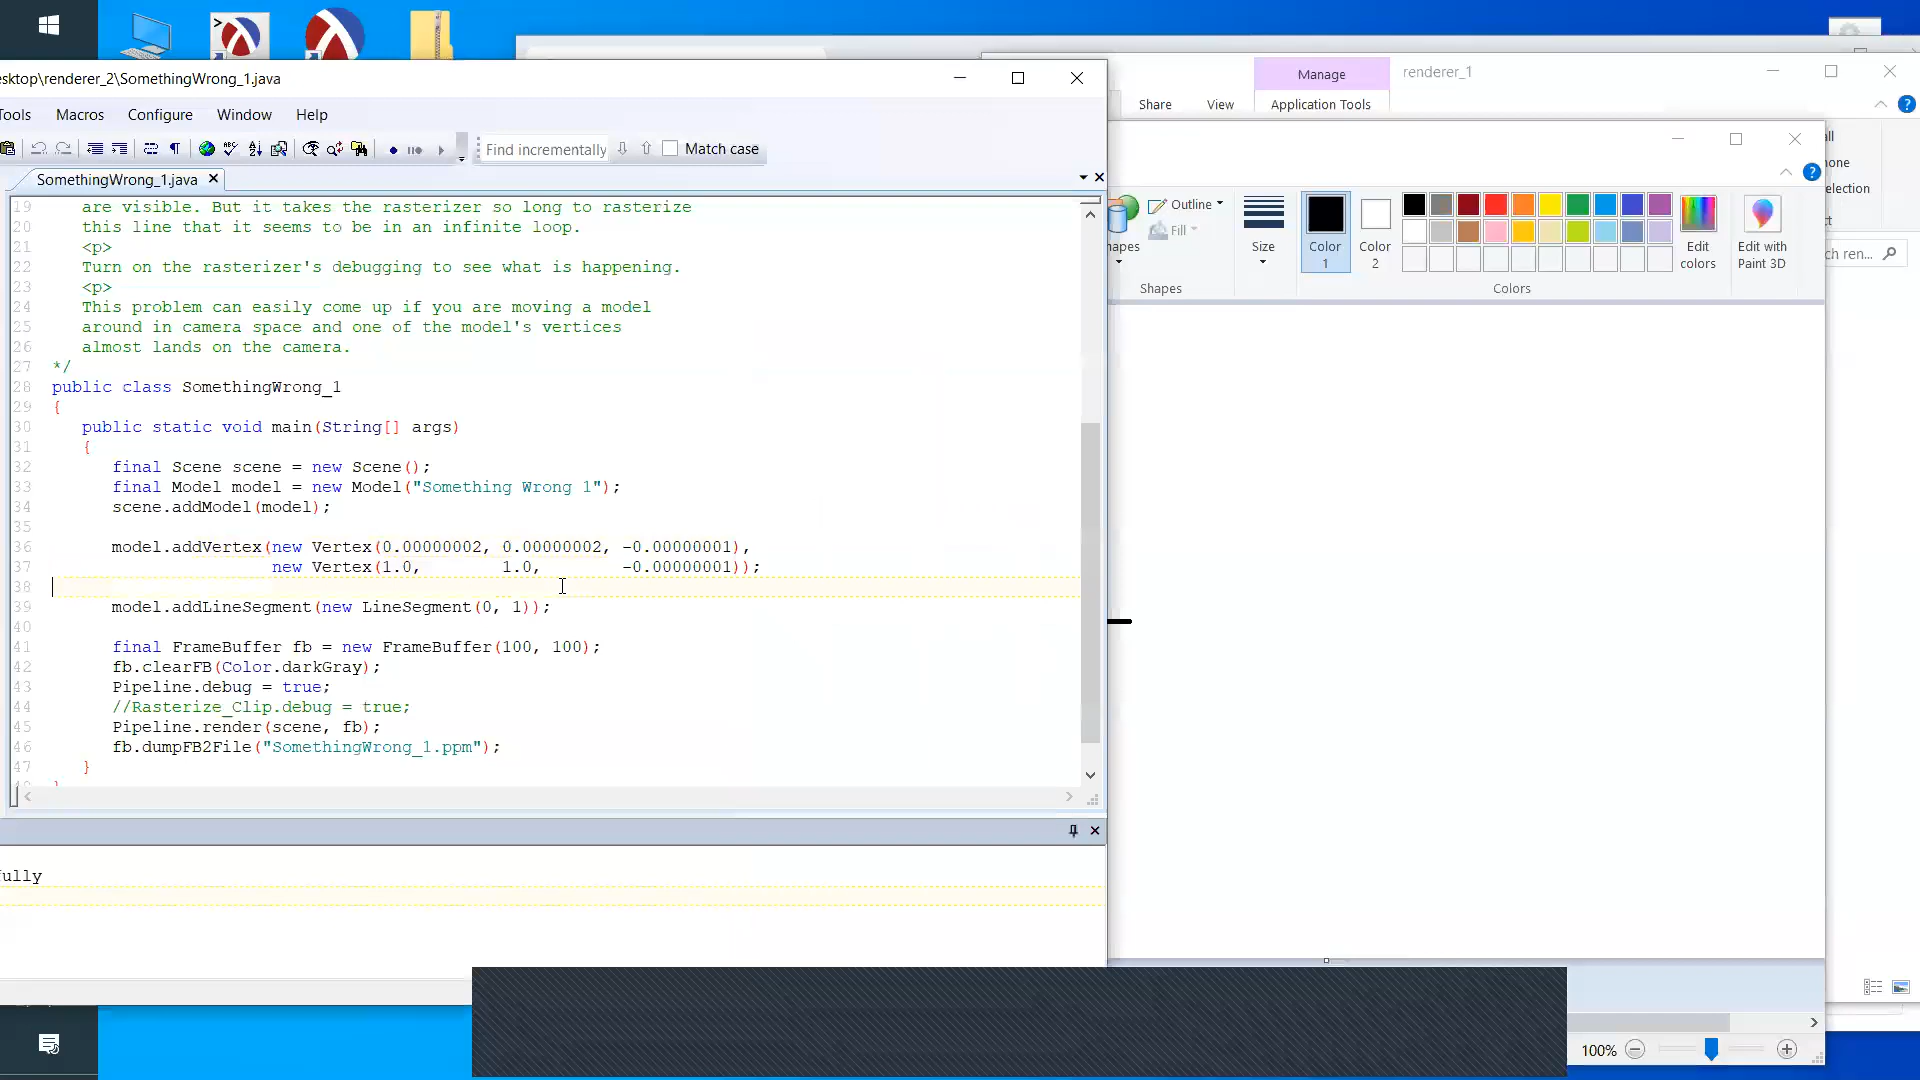 esktop\renderer_2\SomethingWrong_1.java
Tools Macros Configure Window Help
Find incrementally Match case
SomethingWrong_1.java
19 are visible. But it takes the rasterizer so long to rasterize
20 this line that it seems to be in an infinite loop.
21 <p>
22 Turn on the rasterizer's debugging to see what is happening.
23 <p>
24 This problem can easily come up if you are moving a model
25 around in camera space and one of the model's vertices
26 almost lands on the camera.
27 */
28 public class SomethingWrong_1
29 {
30 public static void main(String[] args)
31 {
32 final Scene scene = new Scene();
33 final Model model = new Model("Something Wrong 1");
34 scene.addModel(model);
35
36 model.addVertex(new Vertex(0.00000002, 0.00000002, -0.00000001),
37 new Vertex(1.0, 1.0, -0.00000001));
38
39 model.addLineSegment(new LineSegment(0, 1));
40
41 final FrameBuffer fb = new FrameBuffer(100, 100);
42 fb.clearFB(Color.darkGray);
43 Pipeline.debug = true;
44 //Rasterize_Clip.debug = true;
45 Pipeline.render(scene, fb);
46 fb.dumpFB2File("SomethingWrong_1.ppm");
47 }
ully
Manage renderer_1
Share View Application Tools
Outline
Fill
hapes
Size
Color 1
Color 2
Edit colors
Edit with Paint 3D
Shapes
Colors
all
one
election
ct
ch ren...
100%